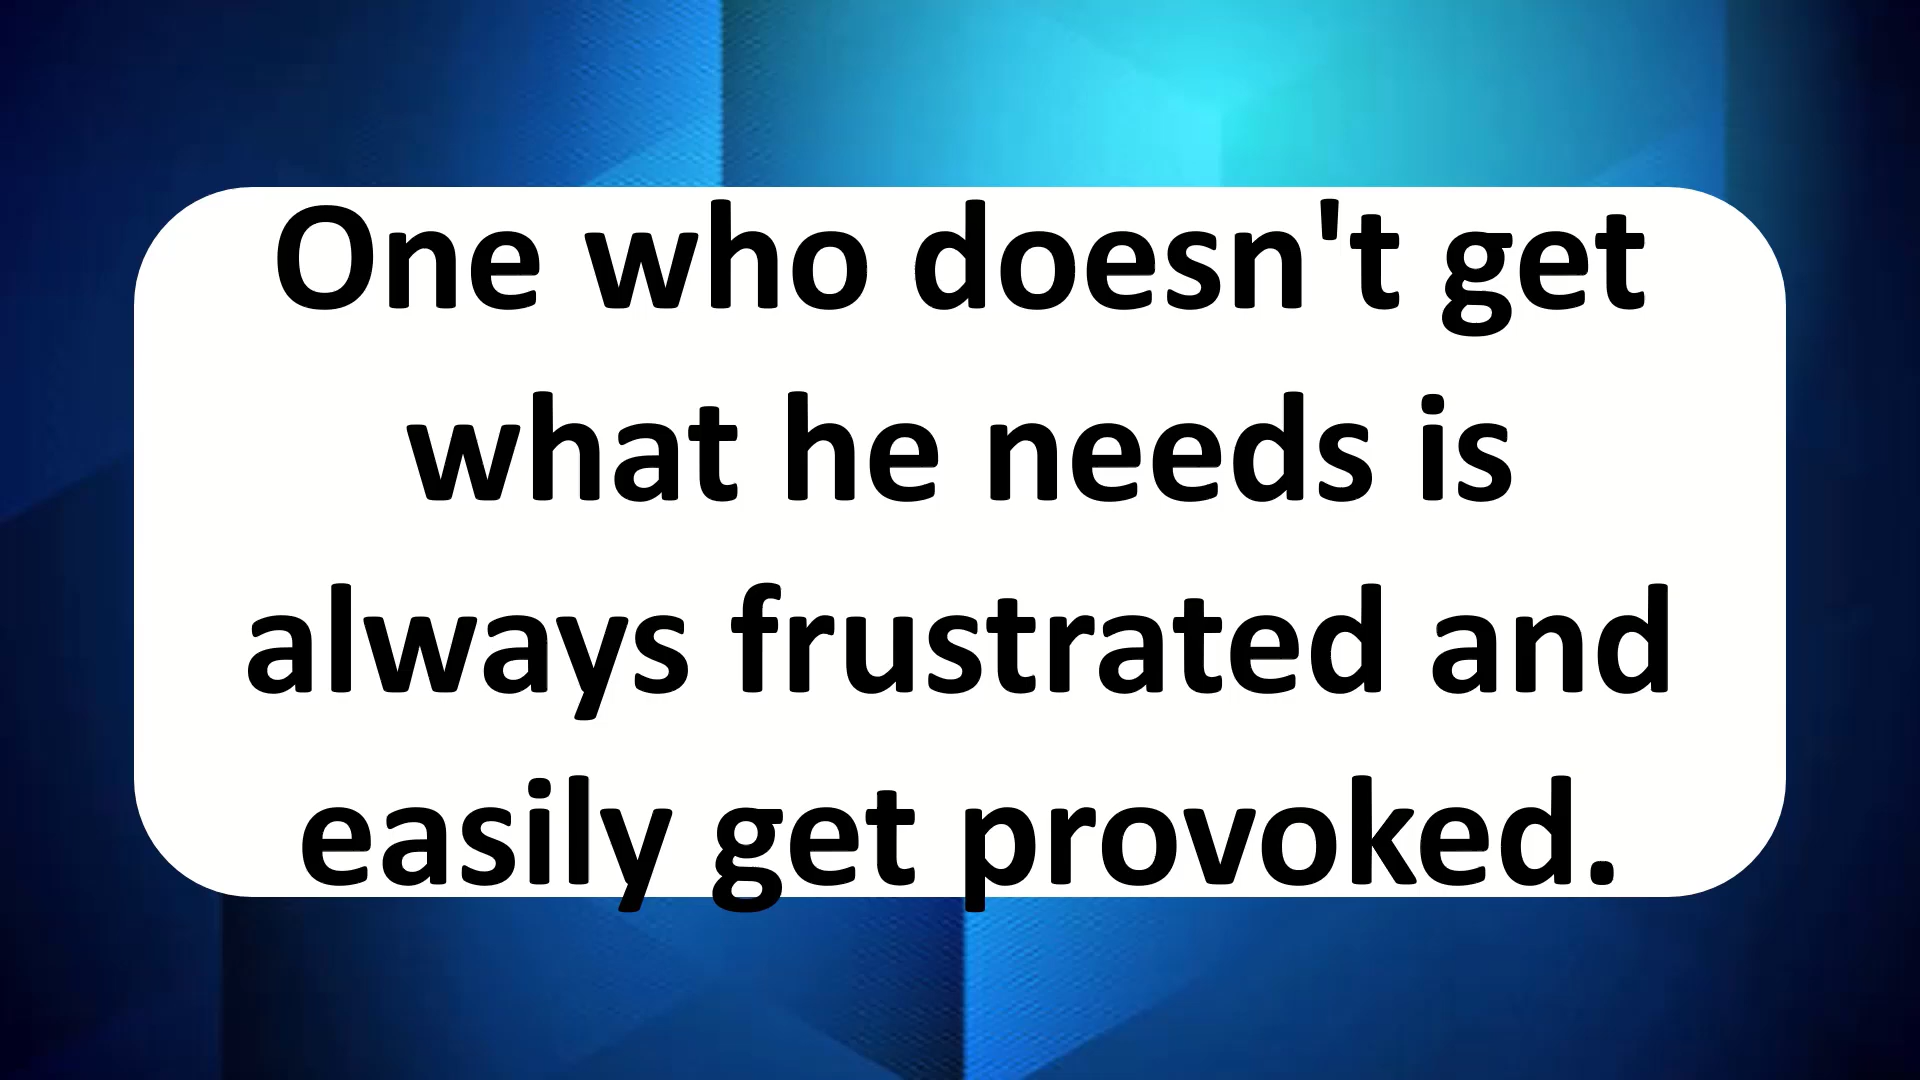 One who doesn't get
what he needs is
always frustrated and
easily get provoked.